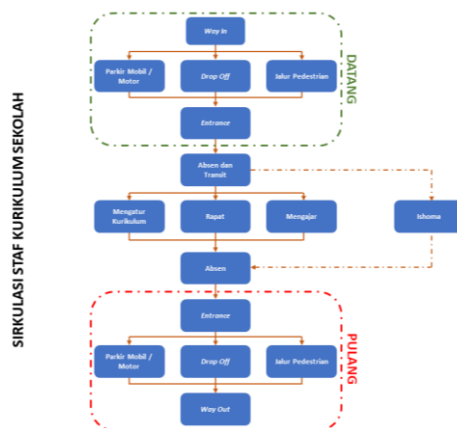 SIRKULASI STAF KURIKULUM SEKOLAH
Way In
Parkir Mobil /
Motor
Drop Off
Jalur Pedestrian
DATANG
Entrance
Absen dan
Transit
Mengatur
Kurikulum
Rapat
Mengajar
Ishoma
Absen
Entrance
Parkir Mobil /
Motor
Drop Off
Jalur Pedestrian
PULANG
Way Out